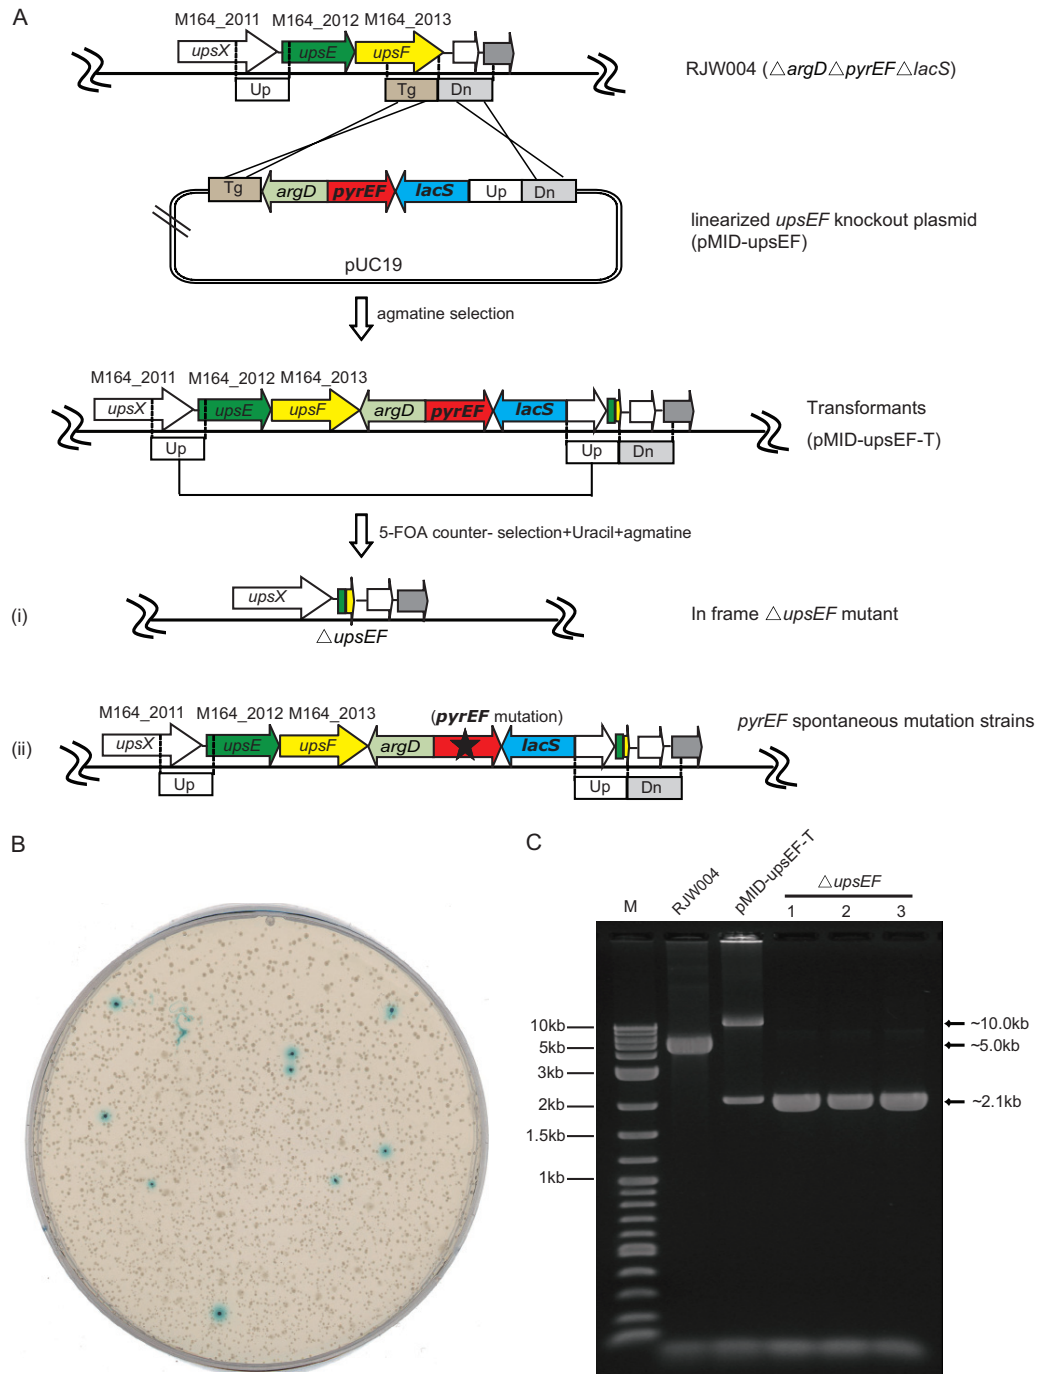 A
M164_2011 M164_2012 M164_2013
upsX upsE upsF
RJW004 (△argD△pyrEF△lacS)
Up Tg Dn
Tg argD pyrEF lacS Up Dn
linearized upsEF knockout plasmid
(pMID-upsEF)
pUC19
agmatine selection
M164_2011 M164_2012 M164_2013
upsX upsE upsF argD pyrEF lacS
Transformants
(pMID-upsEF-T)
Up Up Dn
5-FOA counter- selection+Uracil+agmatine
(i)
upsX
In frame △upsEF mutant
△upsEF
(ii)
M164_2011 M164_2012 M164_2013 (pyrEF mutation)
pyrEF spontaneous mutation strains
upsX upsE upsF argD lacS
Up Up Dn
B
C
M RJW004 pMID-upsEF-T △upsEF
1 2 3
10kb
5kb
3kb
2kb
1.5kb
1kb
~10.0kb
~5.0kb
~2.1kb